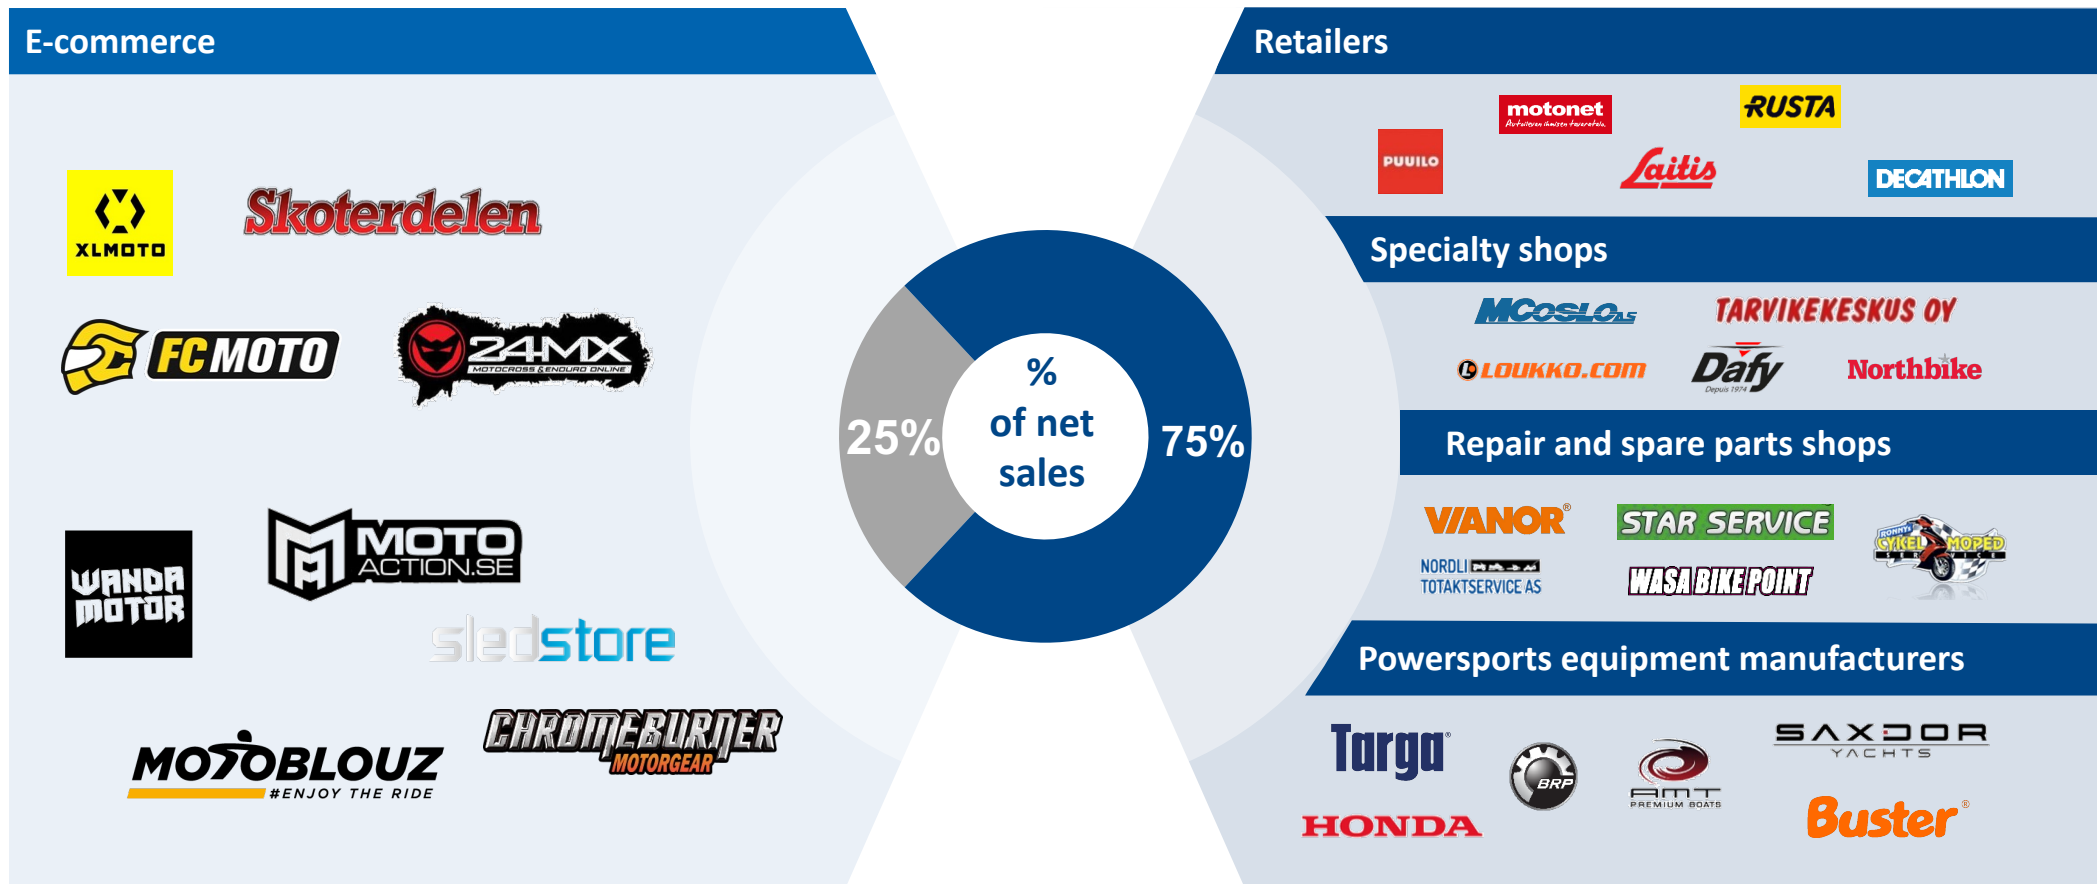 E-commerce
XLMOTO
Skoterdelen
FC MOTO
24MX
MOTOCROSS & ENDURO ONLINE
WANDA
MOTOR
MOTO
ACTION.SE
sledstore
CHROMEBURNER
MOTORGEAR
MOTOBLOUZ
#ENJOY THE RIDE
25%
%
of net
sales
75%
Retailers
PUUILO
motonet
RUSTA
Laitis
DECATHLON
Specialty shops
MCOSLO AS
TARVIKEKESKUS OY
LOUKKO.COM
Dafy
Depuis 1974
Northbike
Repair and spare parts shops
VIANOR®
STAR SERVICE
RONNYS
CYKEL MOPED
SERVICE
NORDLI
TOTAKTSERVICE AS
WASA BIKE POINT
Powersports equipment manufacturers
Targa®
BRP
AMT
PREMIUM BOATS
SAXDOR
YACHTS
HONDA
Buster®